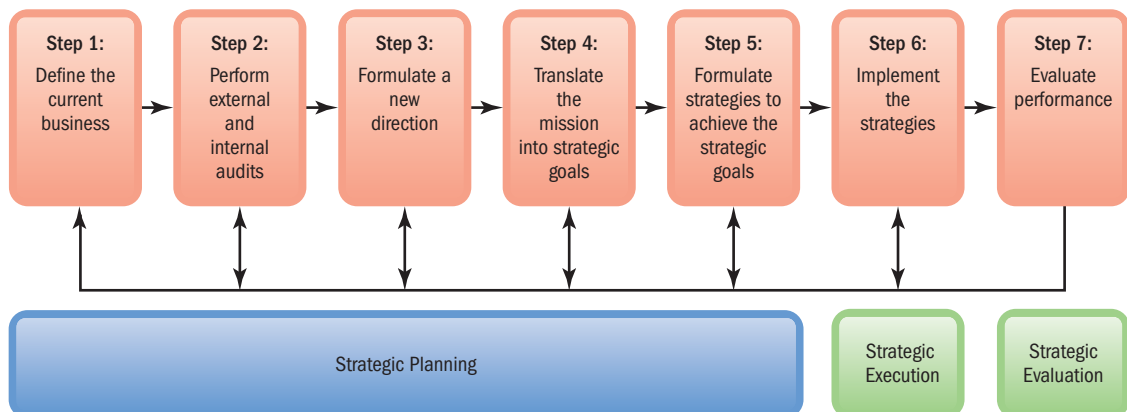 Step 1:
Define the
current
business
Step 2:
Perform
external
and
internal
audits
Step 3:
Formulate a
new
direction
Step 4:
Translate
the
mission
into strategic
goals
Step 5:
Formulate
strategies to
achieve the
strategic
goals
Step 6:
Implement
the
strategies
Step 7:
Evaluate
performance
Strategic Planning
Strategic
Execution
Strategic
Evaluation